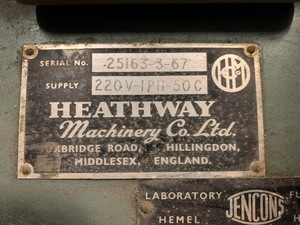 SERIAL No. 25163-3-67
SUPPLY 220V-1PH-50C
HEATHWAY
Machinery Co. Ltd.
UXBRIDGE ROAD, HILLINGDON,
MIDDLESEX, ENGLAND.
LABORATORY
JENCONS
HEMEL